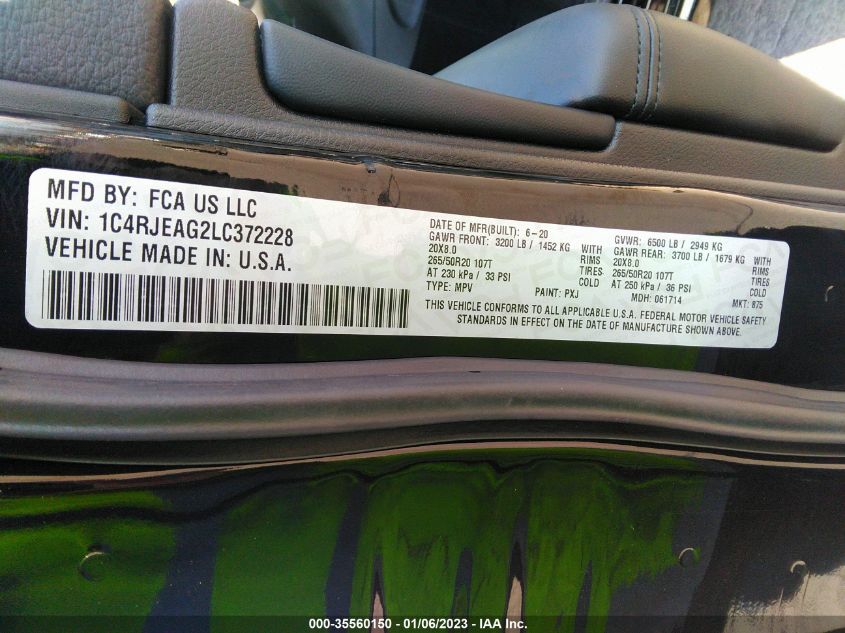 MFD BY: FCA US LLC
VIN: 1C4RJEAG2LC372228
VEHICLE MADE IN: U.S.A.
DATE OF MFR(BUILT): 6-20 GVWR: 6500 LB / 2949 KG
GAWR FRONT: 3200 LB / 1452 KG WITH GAWR REAR: 3700 LB / 1679 KG WITH
20X8.0 RIMS 20X8.0 RIMS
265/50R20 107T TIRES 265/50R20 107T TIRES
AT 230 kPa / 33 PSI COLD AT 250 kPa / 36 PSI COLD
TYPE: MPV PAINT: PXJ MDH: 061714 MKT: 875
THIS VEHICLE CONFORMS TO ALL APPLICABLE U.S.A. FEDERAL MOTOR VEHICLE SAFETY
STANDARDS IN EFFECT ON THE DATE OF MANUFACTURE SHOWN ABOVE.
000-35560150 - 01/06/2023 - IAA Inc.